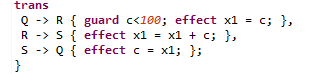 trans
Q -> R { guard c<100; effect x1 = c; },
R -> S { effect x1 = x1 + c; },
S -> Q { effect c = x1; };
}